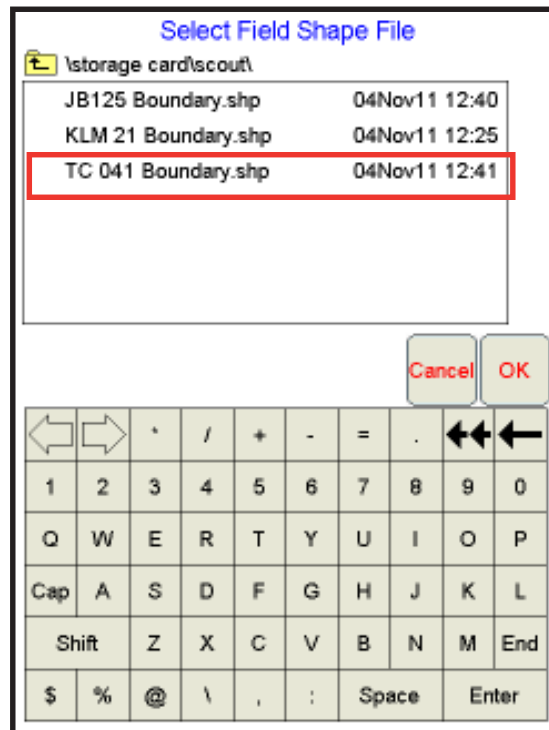 Select Field Shape File
\storage card\scout\
JB125 Boundary.shp 04Nov11 12:40
KLM 21 Boundary.shp 04Nov11 12:25
TC 041 Boundary.shp 04Nov11 12:41
Cancel OK
* / + - = .
1 2 3 4 5 6 7 8 9 0
Q W E R T Y U I O P
Cap A S D F G H J K L
Shift Z X C V B N M End
$ % @ \ , : Space Enter